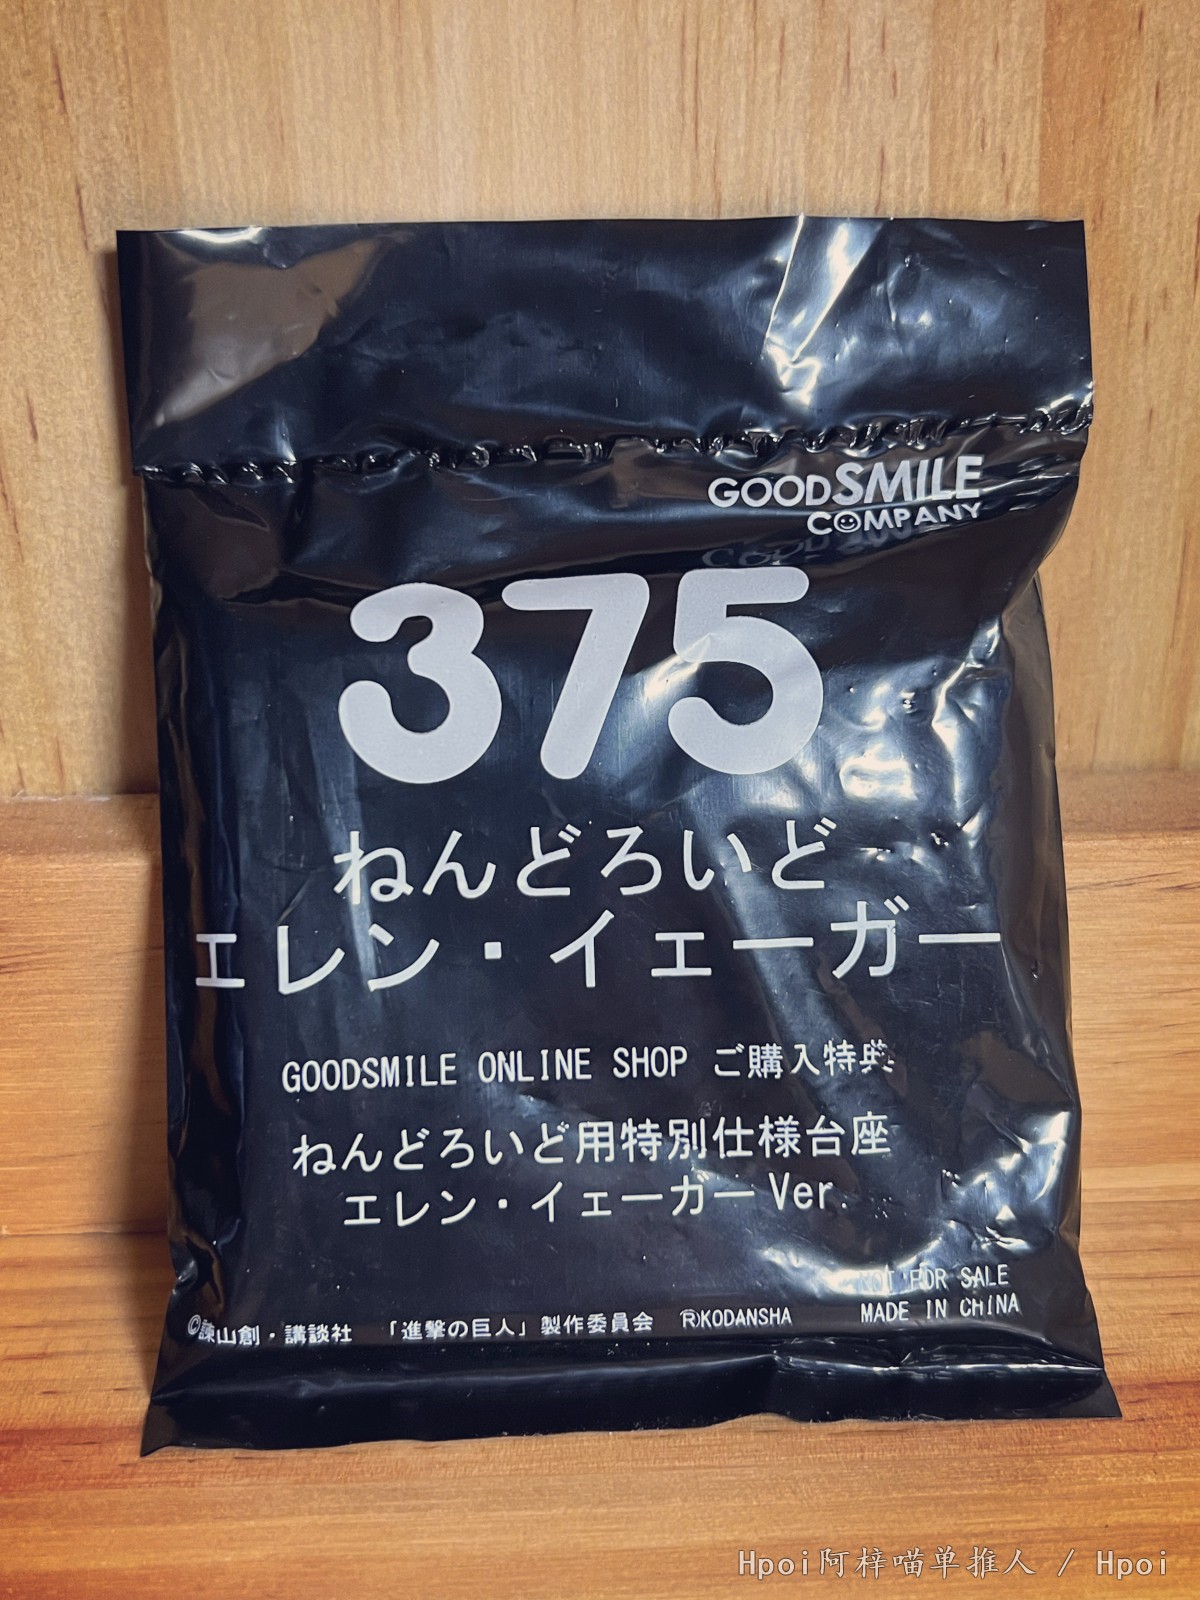 GOODSMILE
COMPANY
375
ねんどろいど
エレン・イェーガー
GOODSMILE ONLINE SHOP ご購入特典
ねんどろいど用特別仕様台座
エレン・イェーガー Ver.
NOT FOR SALE
©諫山創・講談社 「進撃の巨人」製作委員会 ®KODANSHA MADE IN CHINA
Hpoi阿梓喵单推人 / Hpoi